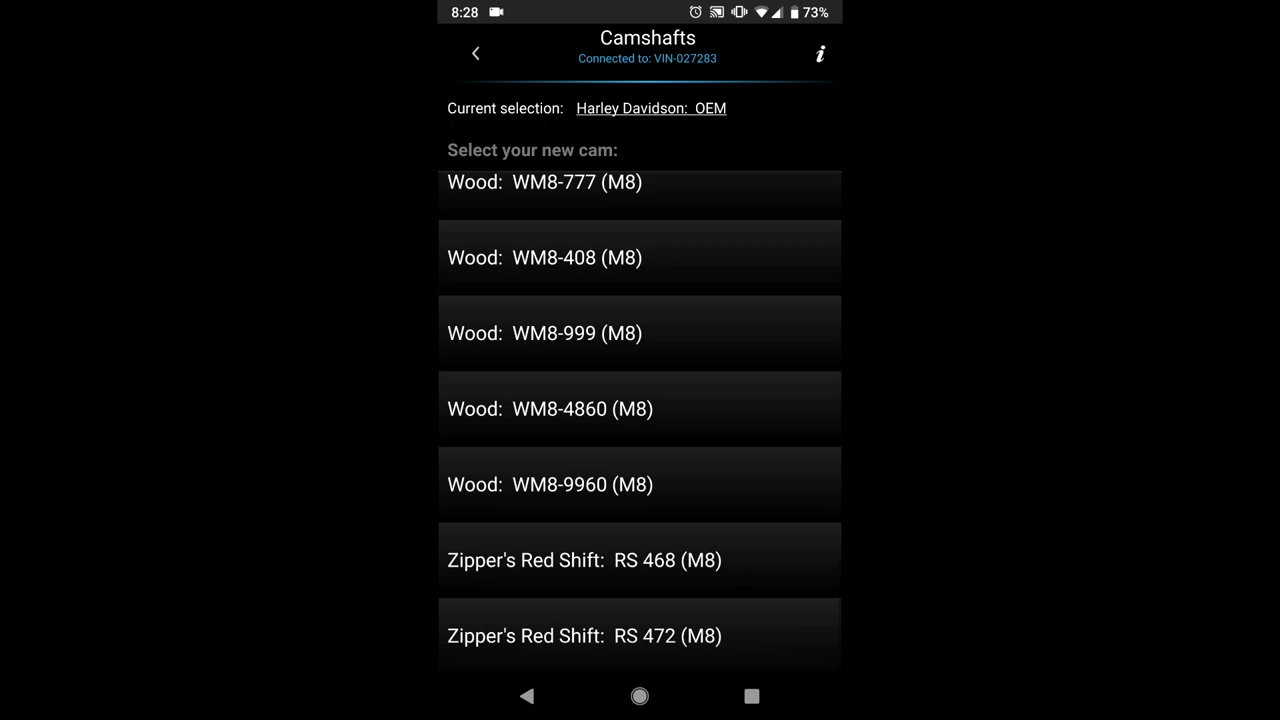 8:28 73%
Camshafts
Connected to: VIN-027283
i
Current selection: Harley Davidson: OEM
Select your new cam:
Wood: WM8-777 (M8)
Wood: WM8-408 (M8)
Wood: WM8-999 (M8)
Wood: WM8-4860 (M8)
Wood: WM8-9960 (M8)
Zipper's Red Shift: RS 468 (M8)
Zipper's Red Shift: RS 472 (M8)